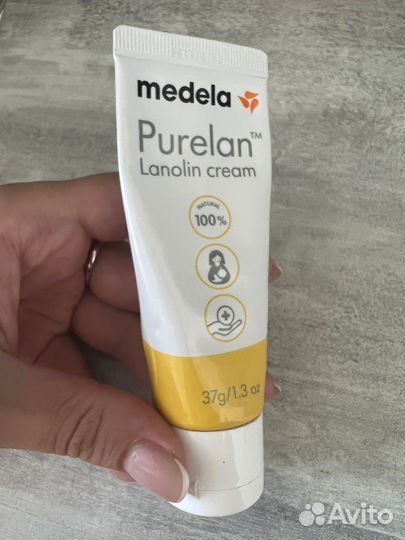 medela
Purelan™
Lanolin cream
NATURAL
100%
37g/1.3 oz
Avito